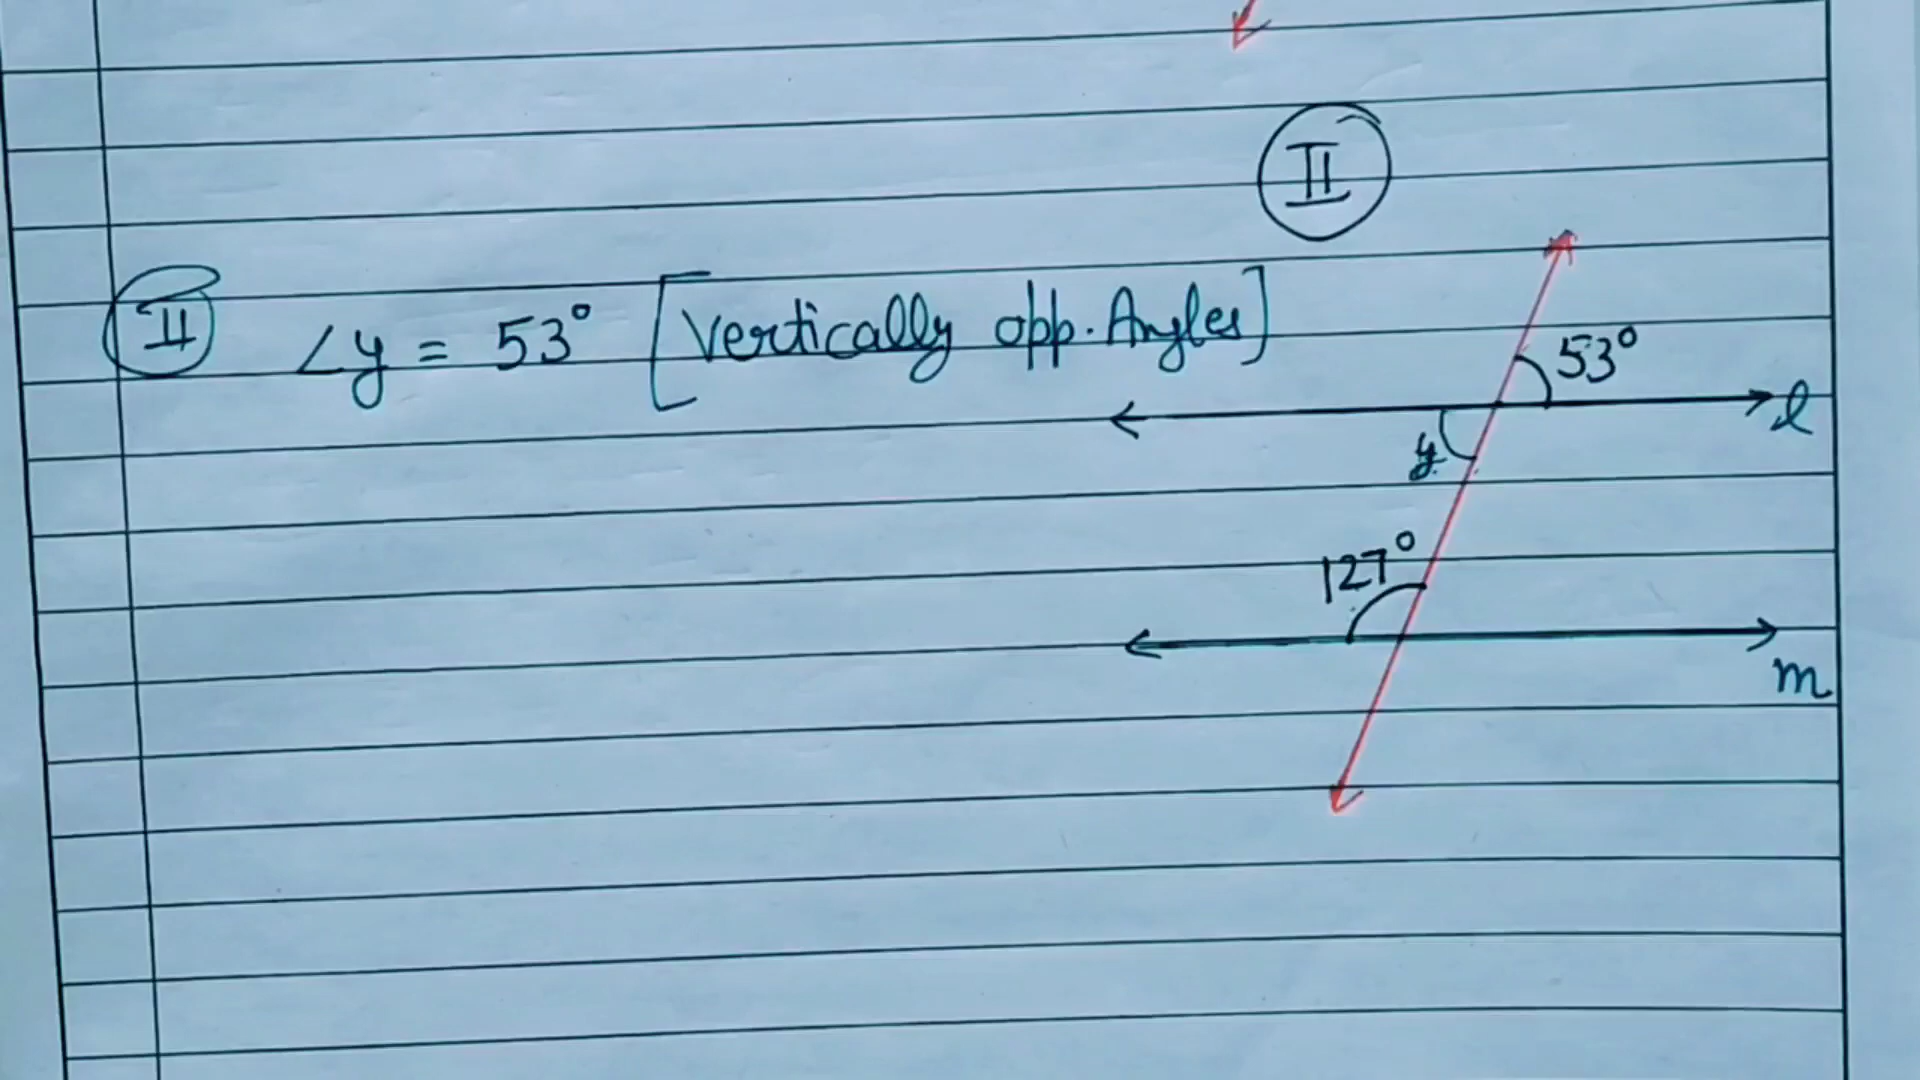 II
II ∠y = 53° [Vertically opp. Angles]
53°
l
y
127°
m